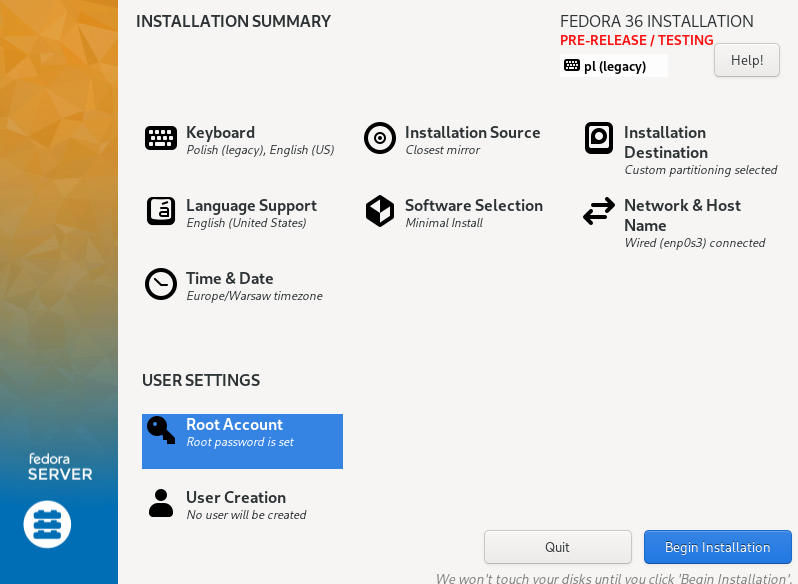 INSTALLATION SUMMARY
FEDORA 36 INSTALLATION
PRE-RELEASE / TESTING
pl (legacy)
Help!
Keyboard
Polish (legacy), English (US)
Installation Source
Closest mirror
Installation
Destination
Custom partitioning selected
Language Support
English (United States)
Software Selection
Minimal Install
Network & Host
Name
Wired (enp0s3) connected
Time & Date
Europe/Warsaw timezone
USER SETTINGS
Root Account
Root password is set
User Creation
No user will be created
fedora
SERVER
Quit
Begin Installation
We won't touch your disks until you click 'Begin Installation'.